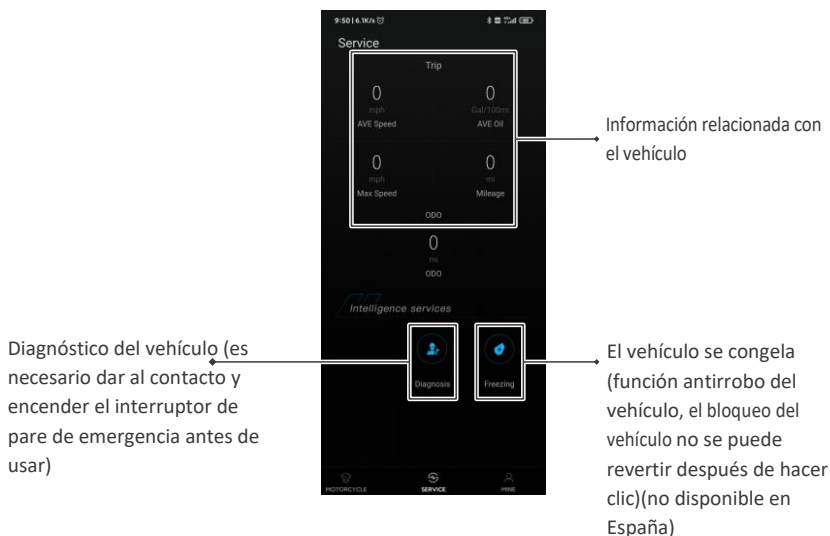 9:50 | 6.1K/s
Service
Trip
0
mph
AVE Speed
0
Gal/100mi
AVE Oil
0
mph
Max Speed
0
mi
Mileage
ODO
0
mi
ODO
Información relacionada con
el vehículo
Intelligence services
Diagnosis
Freezing
Diagnóstico del vehículo (es
necesario dar al contacto y
encender el interruptor de
pare de emergencia antes de
usar)
El vehículo se congela
(función antirrobo del
vehículo, el bloqueo del
vehículo no se puede
revertir después de hacer
clic)(no disponible en
España)
MOTORCYCLE
SERVICE
MINE